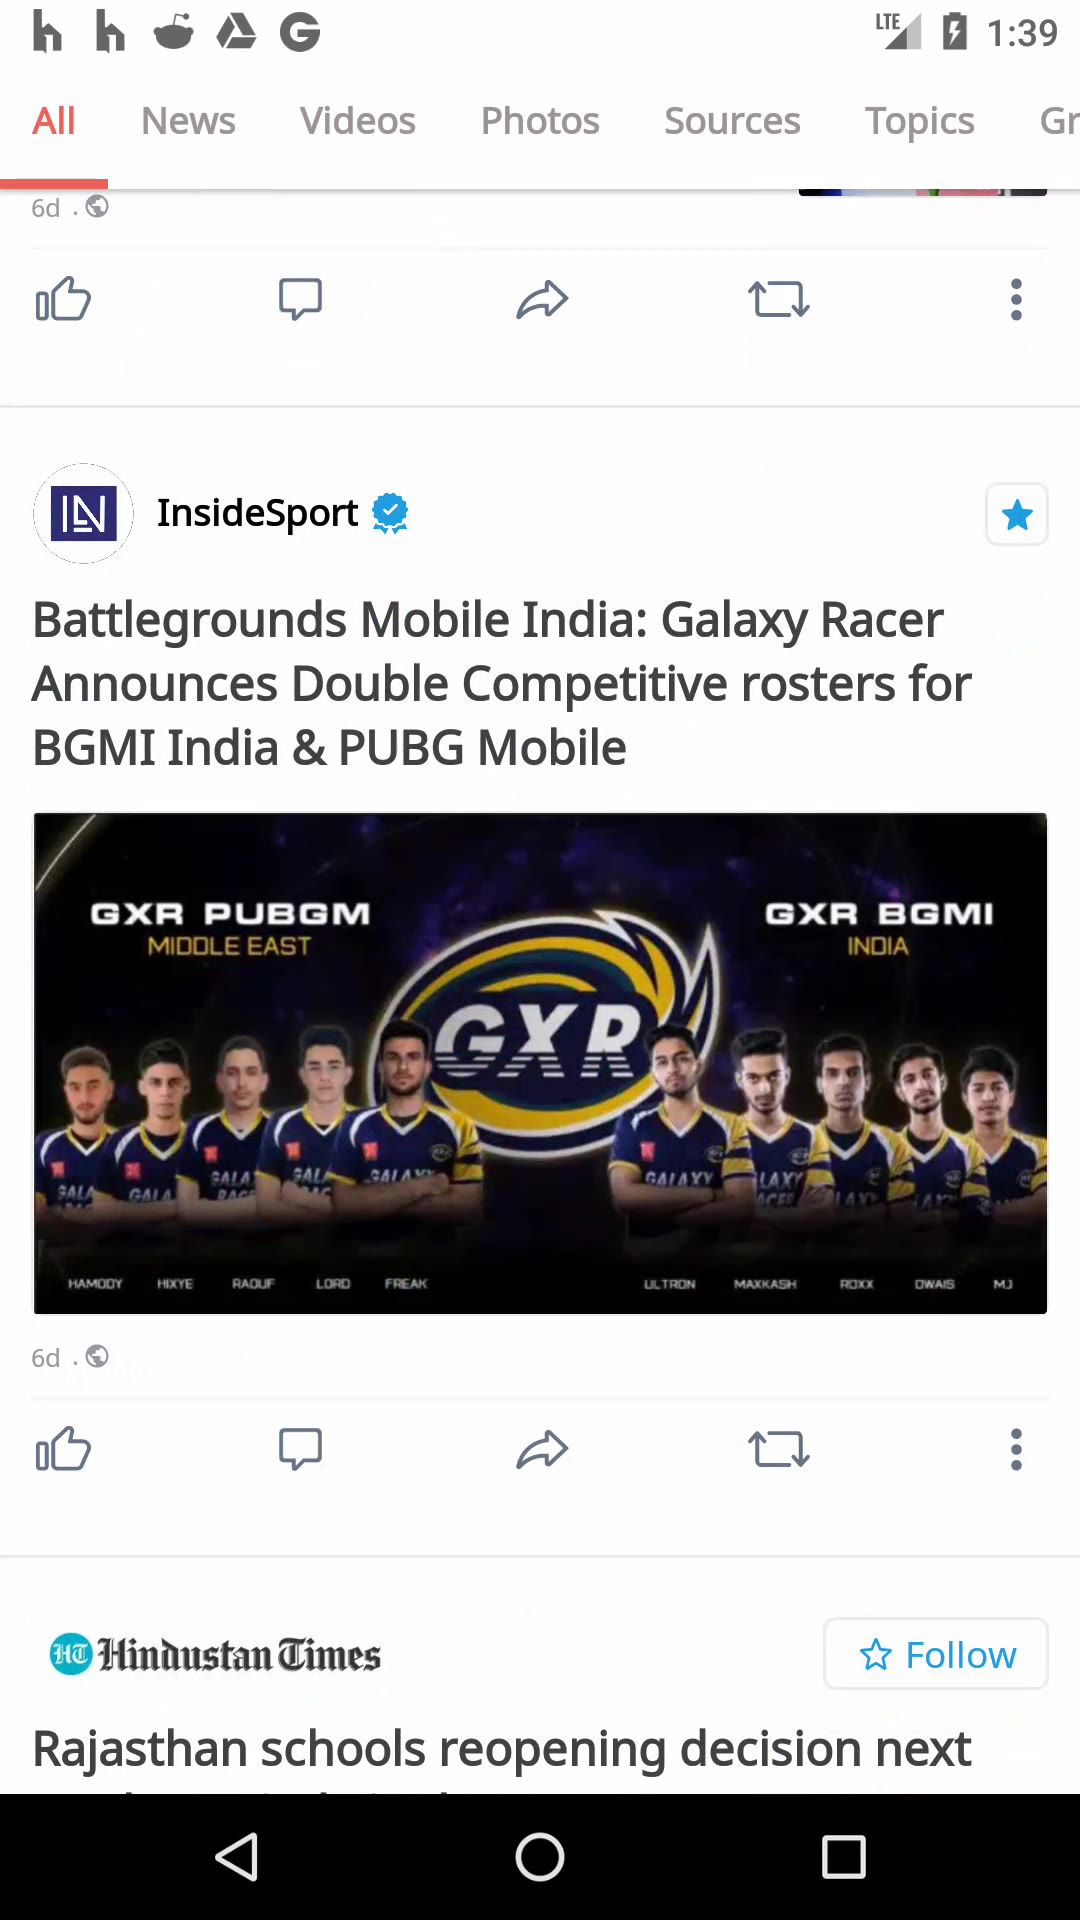 LTE 1:39
All News Videos Photos Sources Topics Gr
6d .
InsideSport
Battlegrounds Mobile India: Galaxy Racer
Announces Double Competitive rosters for
BGMI India & PUBG Mobile
GXR PUBGM
MIDDLE EAST
GXR BGMI
INDIA
GXR
GALAXY
HAMODY HIXYE RAOUF LORD FREAK
ULTRON MAXKASH ROXX OWAIS MJ
6d .
HT Hindustan Times
Follow
Rajasthan schools reopening decision next